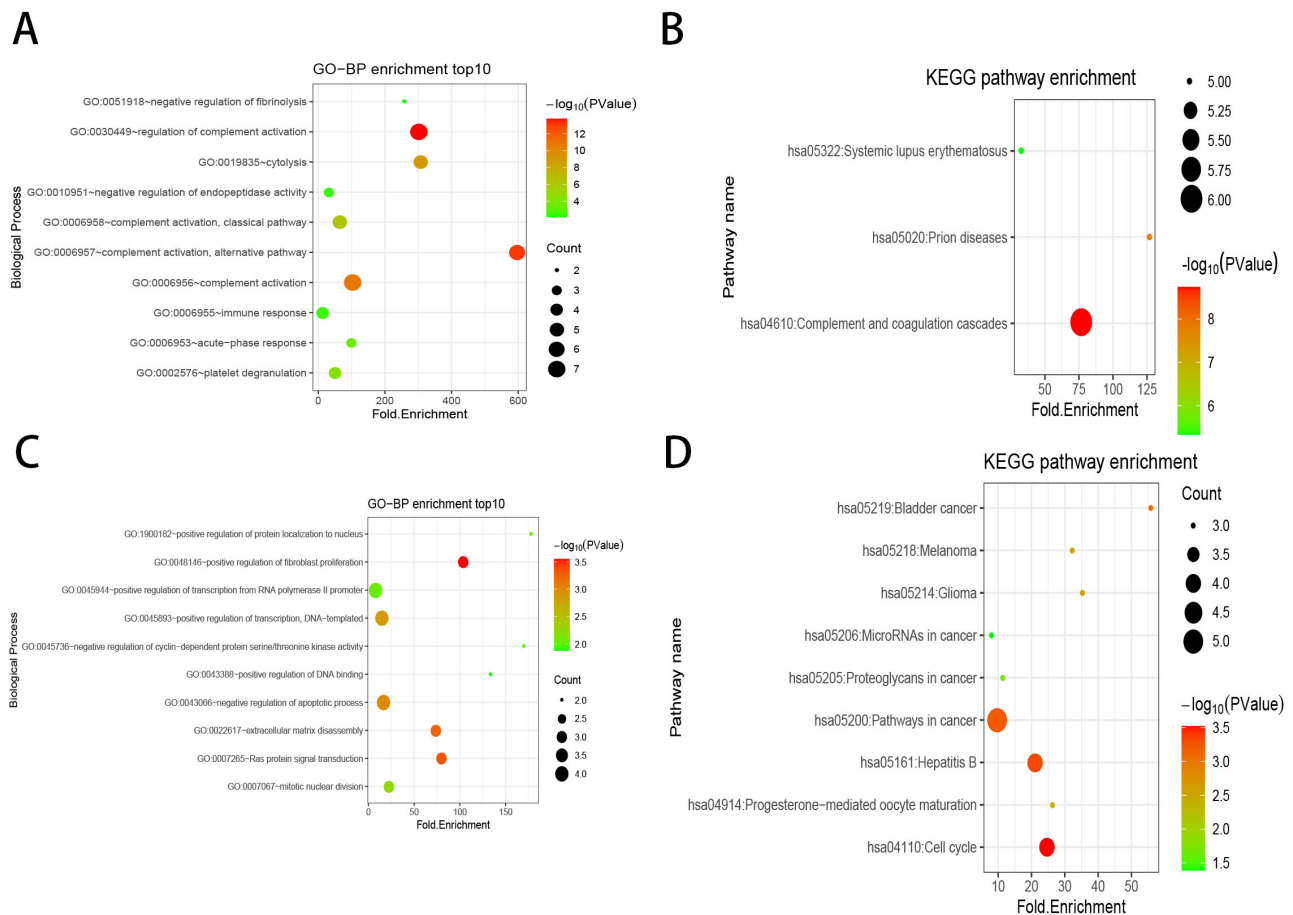 A
GO−BP enrichment top10
Biological Process
GO:0051918~negative regulation of fibrinolysis
GO:0030449~regulation of complement activation
GO:0019835~cytolysis
GO:0010951~negative regulation of endopeptidase activity
GO:0006958~complement activation, classical pathway
GO:0006957~complement activation, alternative pathway
GO:0006956~complement activation
GO:0006955~immune response
GO:0006953~acute−phase response
GO:0002576~platelet degranulation
0 200 400 600
Fold.Enrichment
−log10(PValue)
12
10
8
6
4
Count
2
3
4
5
6
7
B
KEGG pathway enrichment
Pathway name
hsa05322:Systemic lupus erythematosus
hsa05020:Prion diseases
hsa04610:Complement and coagulation cascades
50 75 100 125
Fold.Enrichment
5.00
5.25
5.50
5.75
6.00
-log10(PValue)
8
7
6
C
GO−BP enrichment top10
Biological Process
GO:1900182~positive regulation of protein localization to nucleus
GO:0048146~positive regulation of fibroblast proliferation
GO:0045944~positive regulation of transcription from RNA polymerase II promoter
GO:0045893~positive regulation of transcription, DNA−templated
GO:0045736~negative regulation of cyclin−dependent protein serine/threonine kinase activity
GO:0043388~positive regulation of DNA binding
GO:0043066~negative regulation of apoptotic process
GO:0022617~extracellular matrix disassembly
GO:0007265~Ras protein signal transduction
GO:0007067~mitotic nuclear division
0 50 100 150
Fold.Enrichment
−log10(PValue)
3.5
3.0
2.5
2.0
Count
2.0
2.5
3.0
3.5
4.0
D
KEGG pathway enrichment
Pathway name
hsa05219:Bladder cancer
hsa05218:Melanoma
hsa05214:Glioma
hsa05206:MicroRNAs in cancer
hsa05205:Proteoglycans in cancer
hsa05200:Pathways in cancer
hsa05161:Hepatitis B
hsa04914:Progesterone−mediated oocyte maturation
hsa04110:Cell cycle
10 20 30 40 50
Fold.Enrichment
Count
3.0
3.5
4.0
4.5
5.0
−log10(PValue)
3.5
3.0
2.5
2.0
1.5